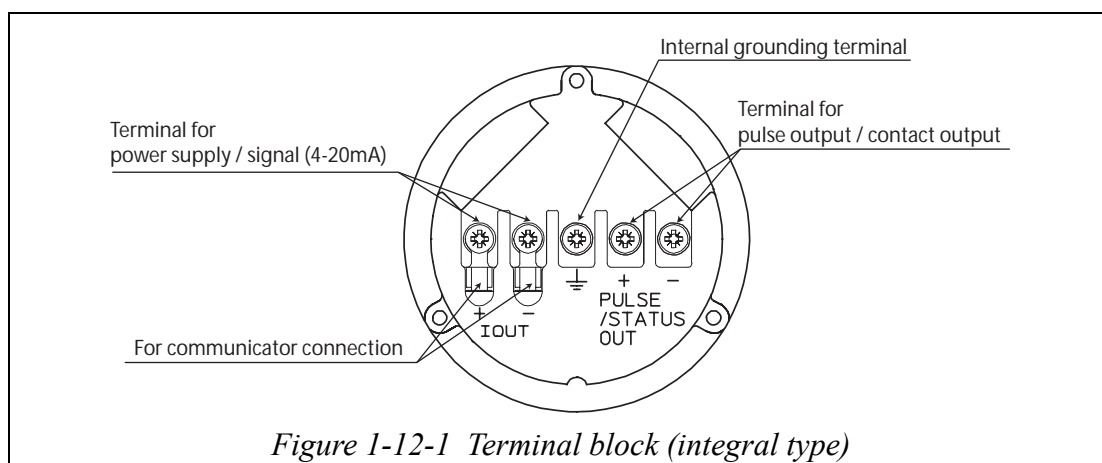 Internal grounding terminal
Terminal for
pulse output / contact output
Terminal for
power supply / signal (4-20mA)
+ -
PULSE
/STATUS
OUT
+ -
IOUT
For communicator connection
Figure 1-12-1 Terminal block (integral type)